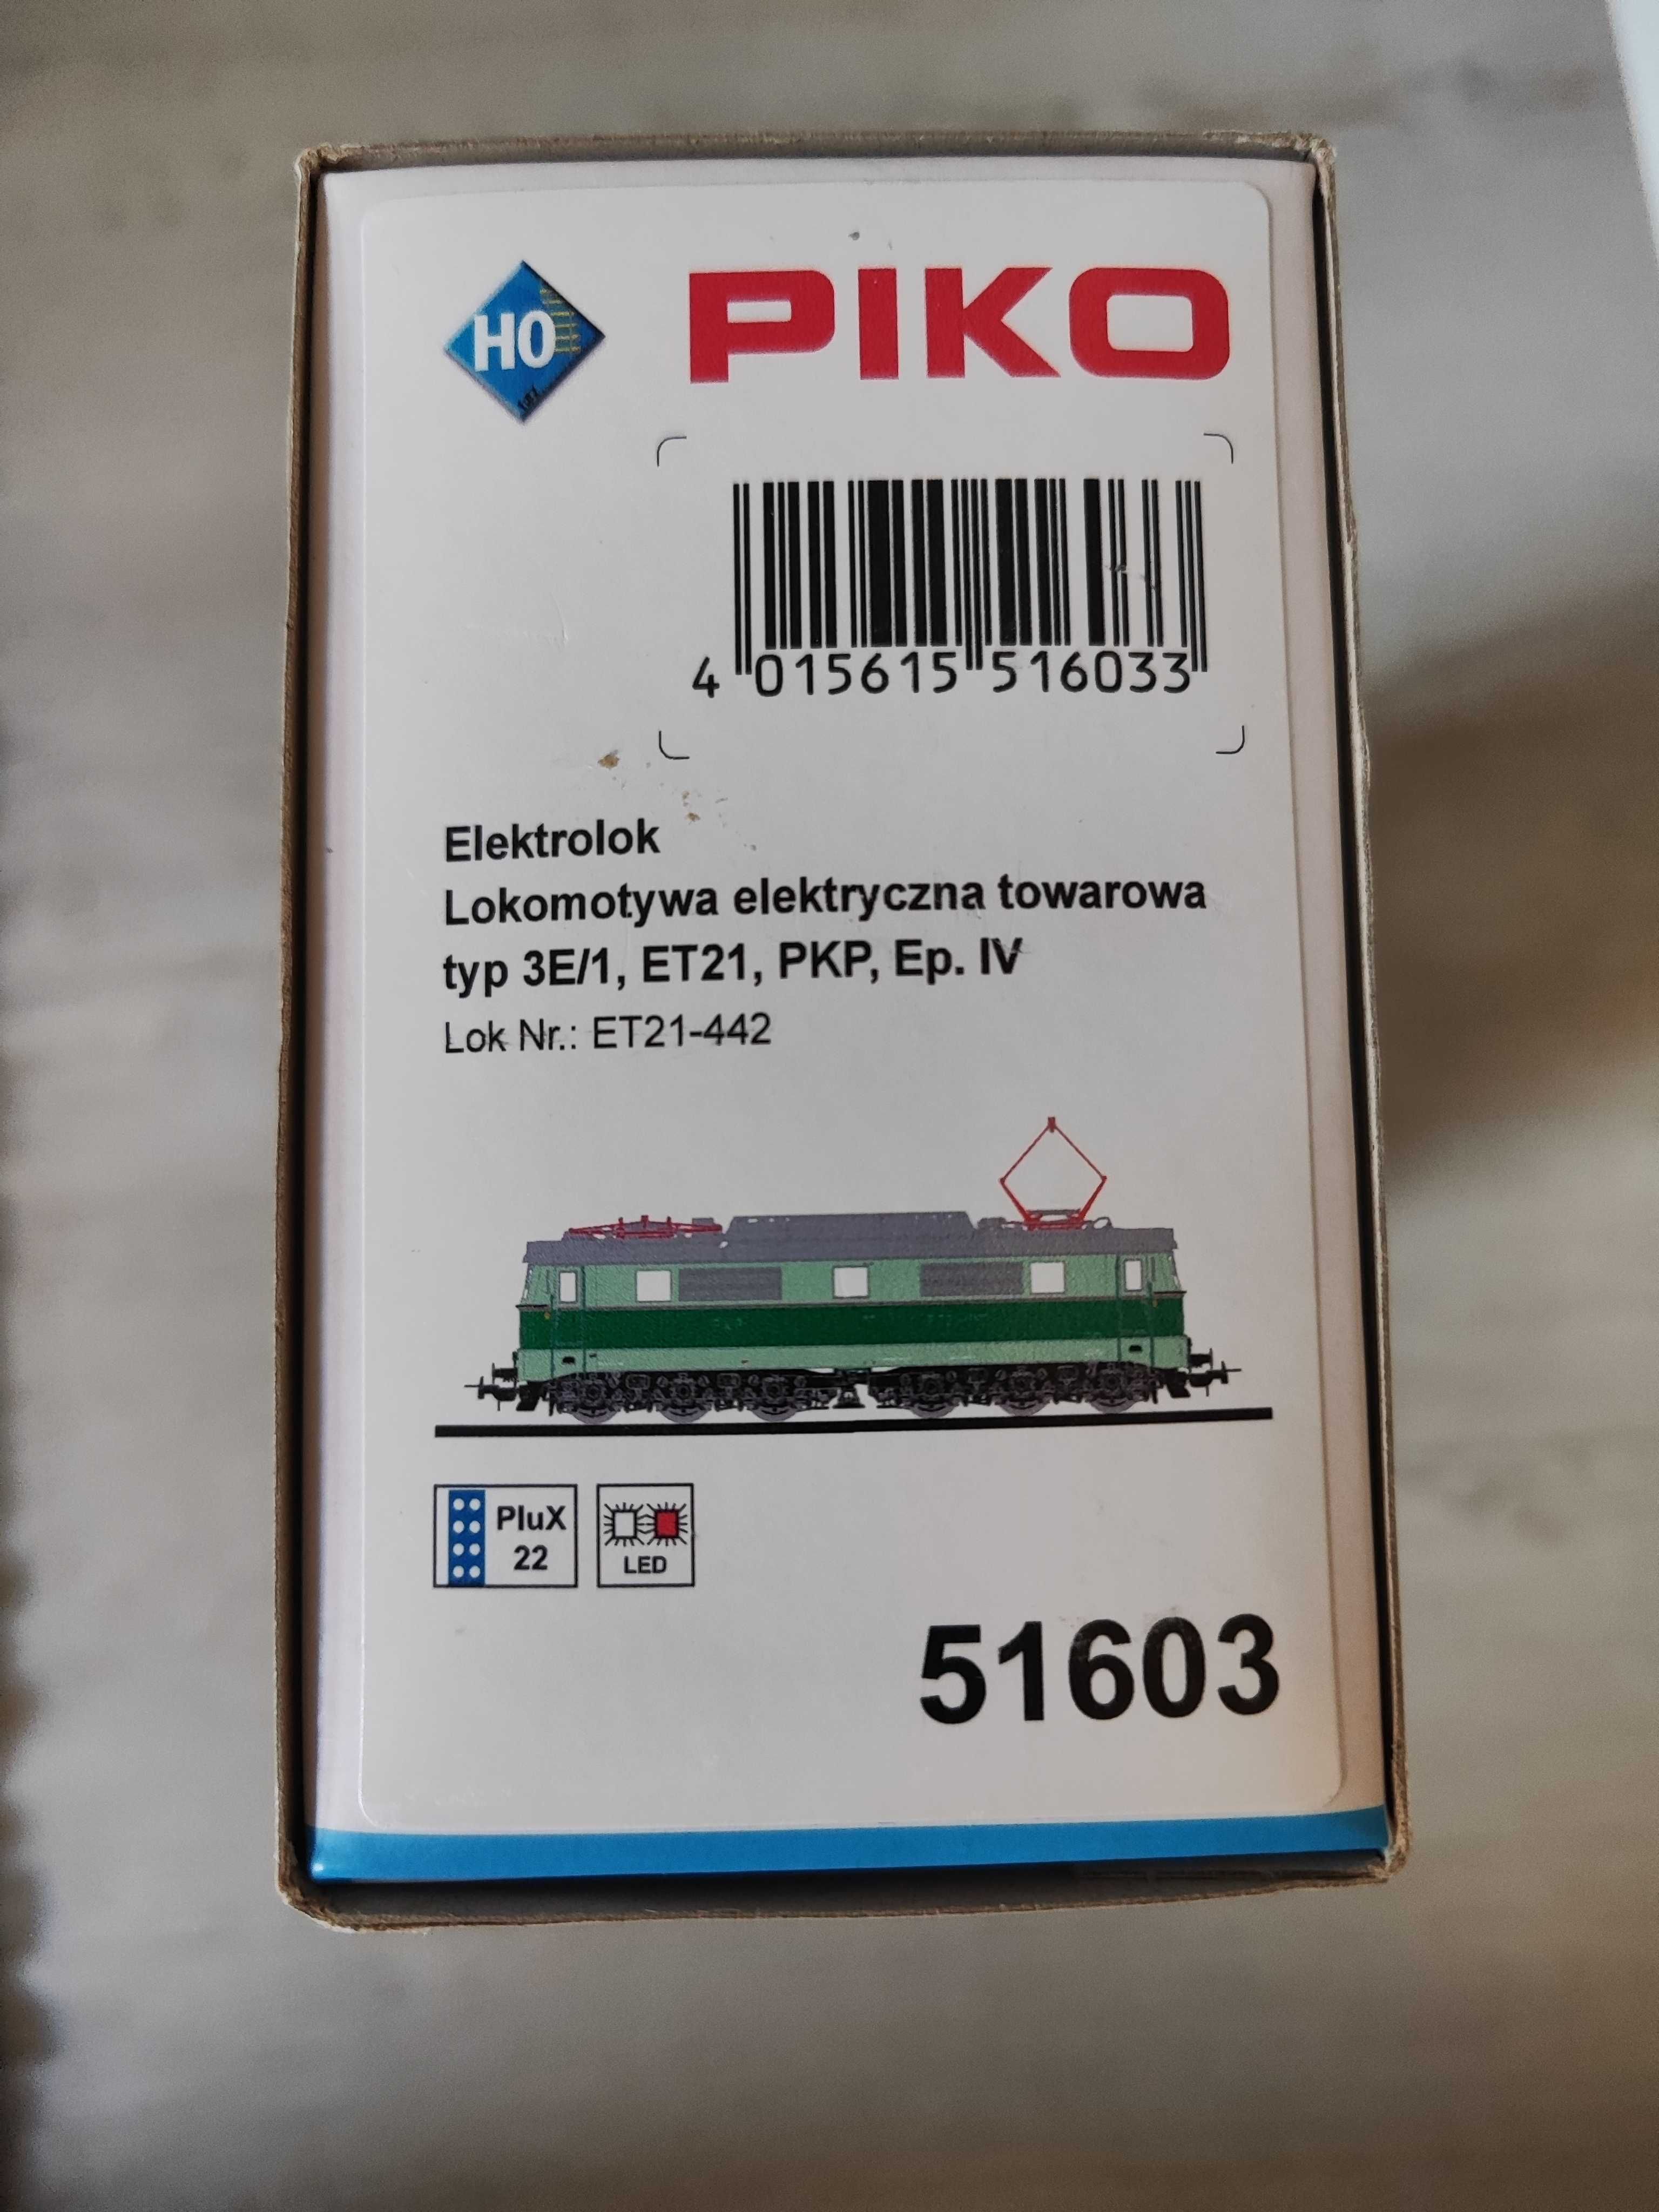 H0
PIKO
4 015615 516033
Elektrolok
Lokomotywa elektryczna towarowa
typ 3E/1, ET21, PKP, Ep. IV
Lok Nr.: ET21-442
PluX
22
LED
51603